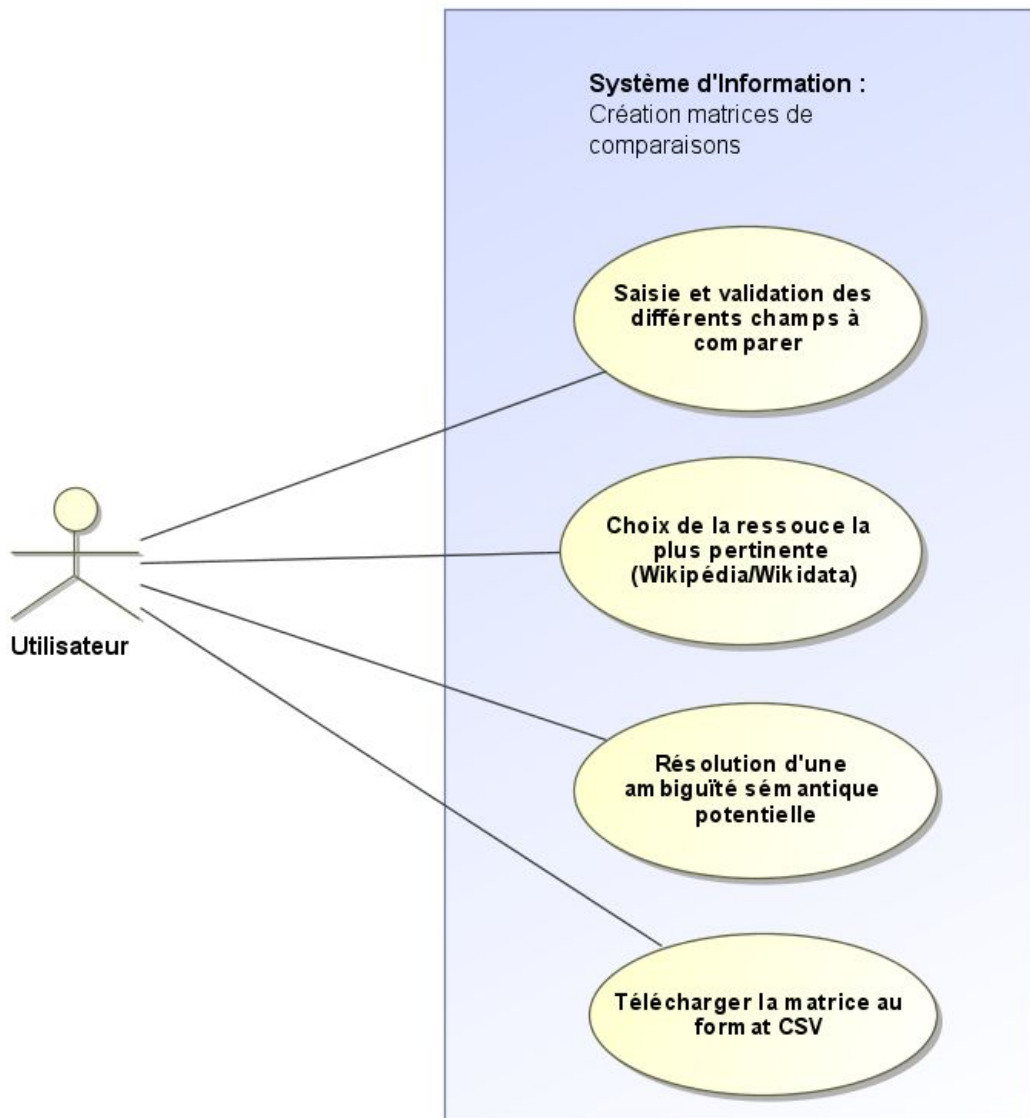 Système d'Information :
Création matrices de
comparaisons
Saisie et validation des
différents champs à
comparer
Choix de la ressouce la
plus pertinente
(Wikipédia/Wikidata)
Utilisateur
Résolution d'une
ambiguïté sémantique
potentielle
Télécharger la matrice au
format CSV